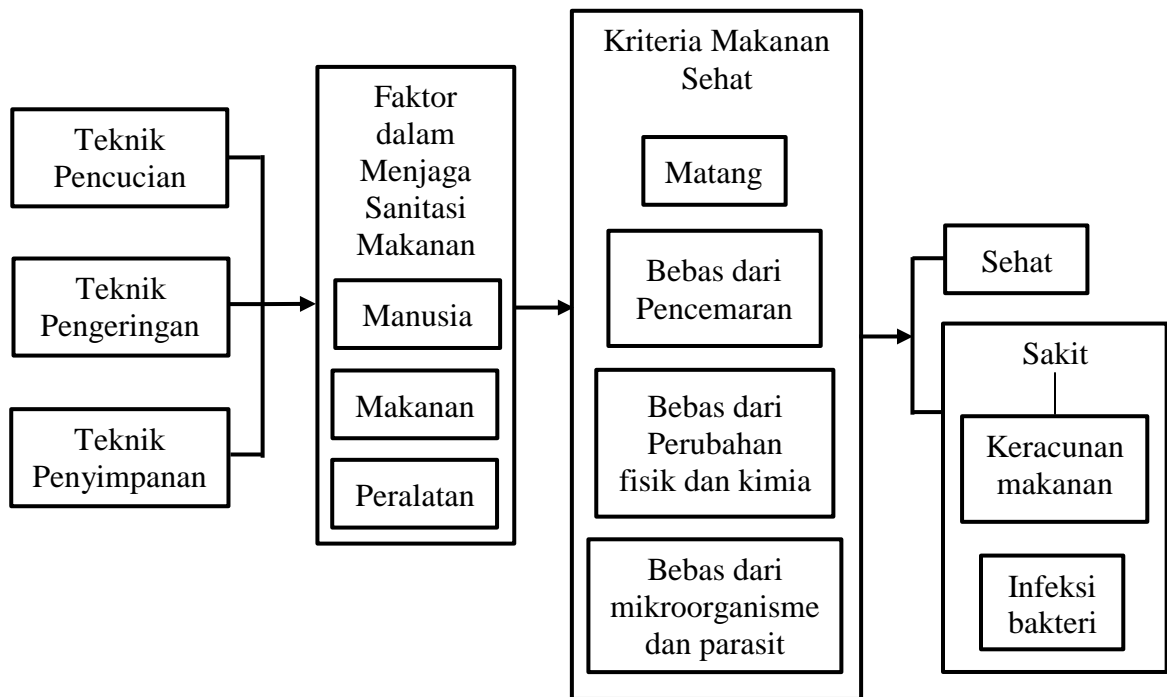 Teknik
Pencucian
Teknik
Pengeringan
Teknik
Penyimpanan
Faktor
dalam
Menjaga
Sanitasi
Makanan
Manusia
Makanan
Peralatan
Kriteria Makanan
Sehat
Matang
Bebas dari
Pencemaran
Bebas dari
Perubahan
fisik dan kimia
Bebas dari
mikroorganisme
dan parasit
Sehat
Sakit
Keracunan
makanan
Infeksi
bakteri